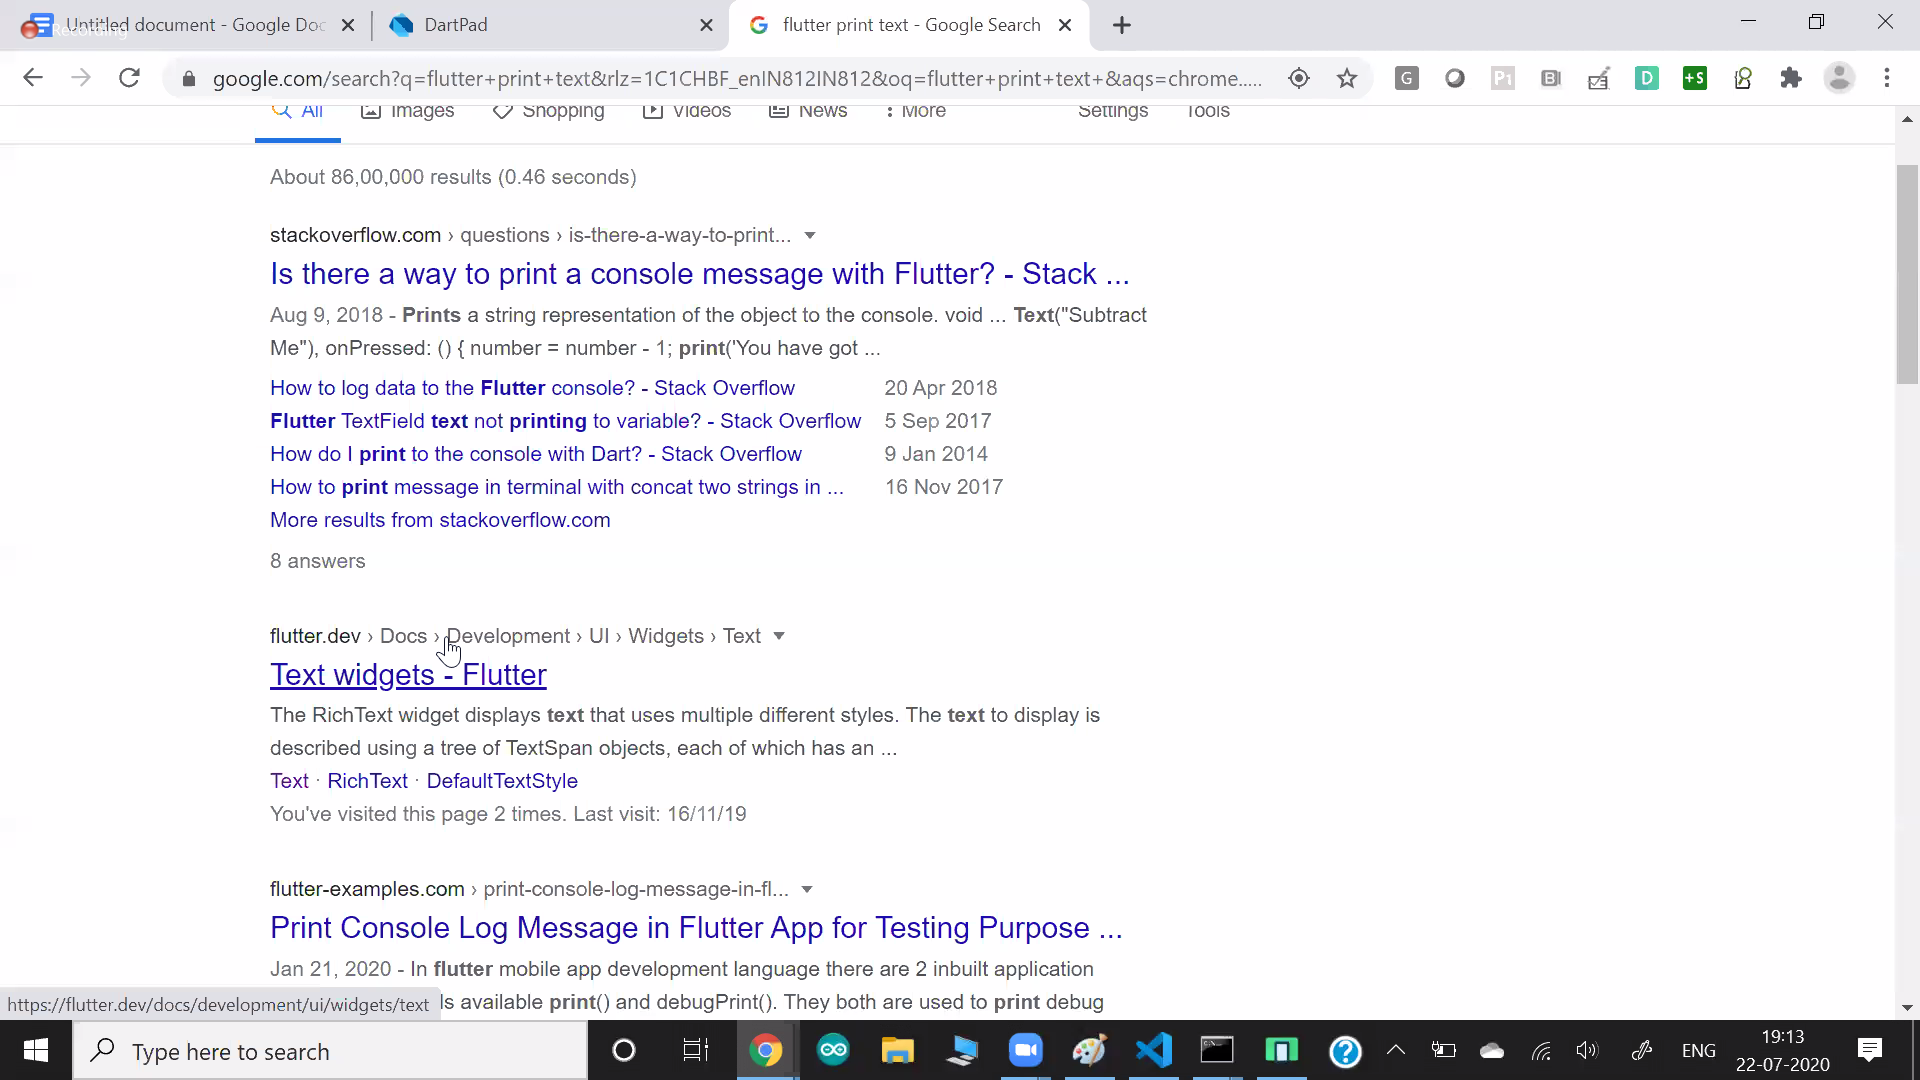 Untitled document - Google Doc
Recording
DartPad
flutter print text - Google Search
google.com/search?q=flutter+print+text&rlz=1C1CHBF_enIN812IN812&oq=flutter+print+text+&aqs=chrome.....
All
Images
Shopping
Videos
News
More
Settings
Tools
About 86,00,000 results (0.46 seconds)
stackoverflow.com › questions › is-there-a-way-to-print...
Is there a way to print a console message with Flutter? - Stack ...
Aug 9, 2018 - Prints a string representation of the object to the console. void ... Text("Subtract
Me"), onPressed: () { number = number - 1; print('You have got ...
How to log data to the Flutter console? - Stack Overflow 20 Apr 2018
Flutter TextField text not printing to variable? - Stack Overflow 5 Sep 2017
How do I print to the console with Dart? - Stack Overflow 9 Jan 2014
How to print message in terminal with concat two strings in ... 16 Nov 2017
More results from stackoverflow.com
8 answers
flutter.dev › Docs › Development › UI › Widgets › Text
Text widgets - Flutter
The RichText widget displays text that uses multiple different styles. The text to display is
described using a tree of TextSpan objects, each of which has an ...
Text · RichText · DefaultTextStyle
You've visited this page 2 times. Last visit: 16/11/19
flutter-examples.com › print-console-log-message-in-fl...
Print Console Log Message in Flutter App for Testing Purpose ...
Jan 21, 2020 - In flutter mobile app development language there are 2 inbuilt application
ls available print() and debugPrint(). They both are used to print debug
https://flutter.dev/docs/development/ui/widgets/text
Type here to search
ENG
19:13
22-07-2020